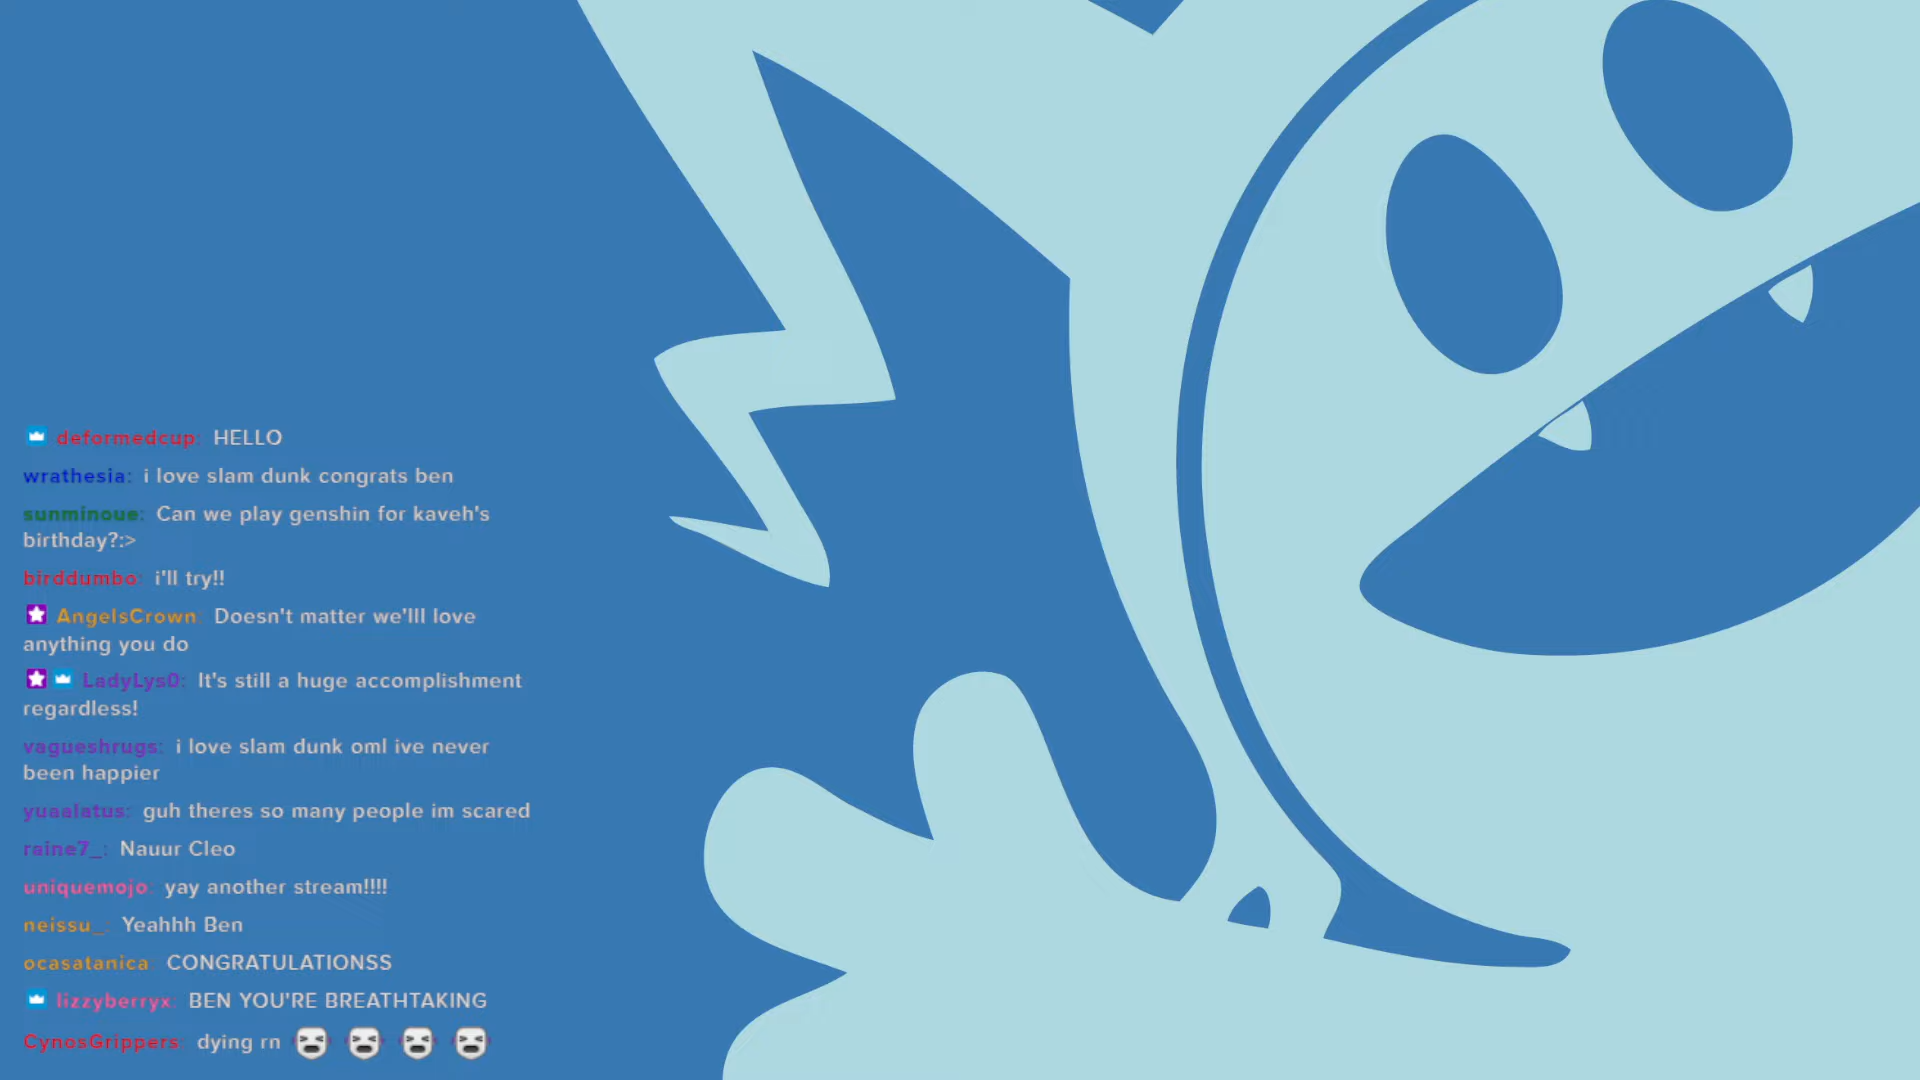 deformedcup: HELLO
wrathesia: i love slam dunk congrats ben
sunminoue: Can we play genshin for kaveh's
birthday?:>
birddumbo: i'll try!!
AngelsCrown: Doesn't matter we'lll love
anything you do
LadyLys0: It's still a huge accomplishment
regardless!
vagueshrugs: i love slam dunk oml ive never
been happier
yuaalatus: guh theres so many people im scared
raine7_: Nauur Cleo
uniquemojo: yay another stream!!!!
neissu_: Yeahhh Ben
ocasatanica: CONGRATULATIONSS
lizzyberryx: BEN YOU'RE BREATHTAKING
CynosGrippers: dying rn